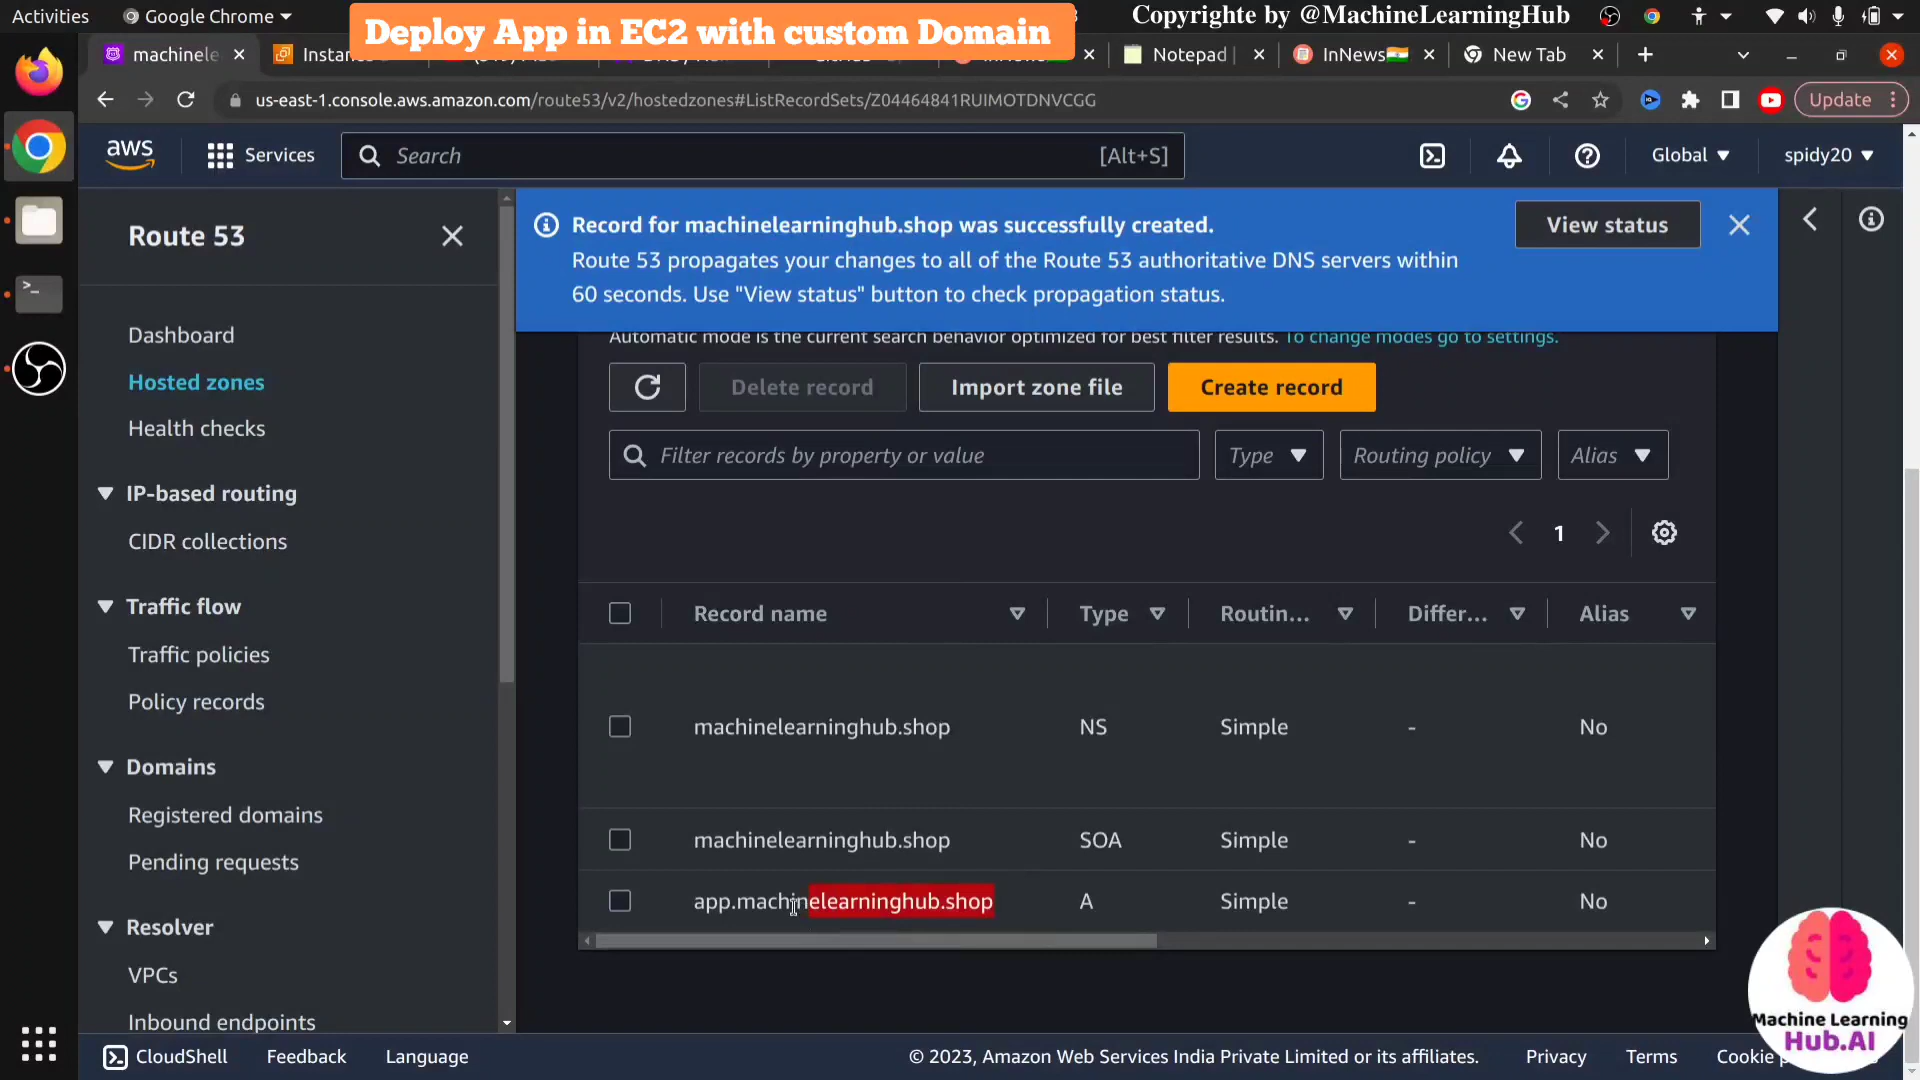 Activities
Google Chrome
Deploy App in EC2 with custom Domain
Copyrighte by @MachineLearningHub
machinele
Instan
Notepad
InNews
New Tab
us-east-1.console.aws.amazon.com/route53/v2/hostedzones#ListRecordSets/Z04464841RUIMOTDNVCGG
Update
aws
Services
Search
[Alt+S]
Global
spidy20
Route 53
Dashboard
Hosted zones
Health checks
IP-based routing
CIDR collections
Traffic flow
Traffic policies
Policy records
Domains
Registered domains
Pending requests
Resolver
VPCs
Inbound endpoints
Record for machinelearninghub.shop was successfully created.
Route 53 propagates your changes to all of the Route 53 authoritative DNS servers within
60 seconds. Use "View status" button to check propagation status.
View status
Automatic mode is the current search behavior optimized for best filter results. To change modes go to settings.
Delete record
Import zone file
Create record
Filter records by property or value
Type
Routing policy
Alias
1
Record name Type Routin... Differ... Alias
machinelearninghub.shop NS Simple - No
machinelearninghub.shop SOA Simple - No
app.machinelearninghub.shop A Simple - No
Machine Learning
Hub.AI
CloudShell
Feedback
Language
© 2023, Amazon Web Services India Private Limited or its affiliates.
Privacy
Terms
Cookie p